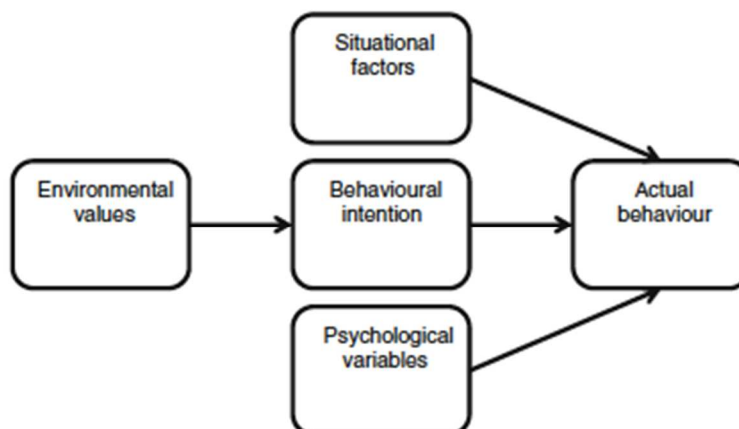 Situational
factors
Environmental
values
Behavioural
intention
Actual
behaviour
Psychological
variables